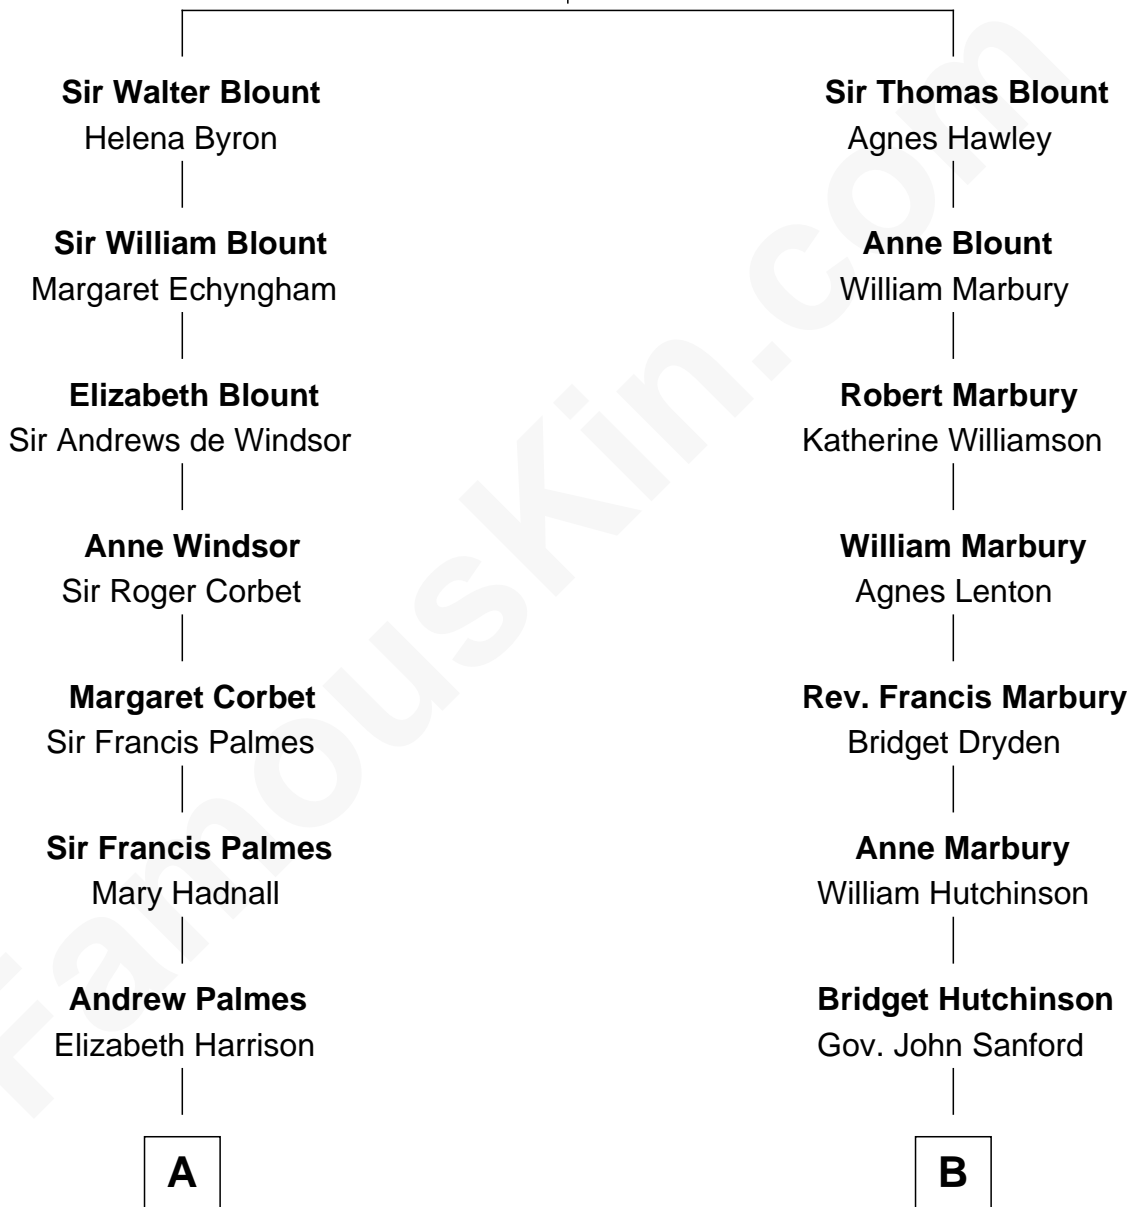 Sir Walter Blount
Helena Byron
Sir William Blount
Margaret Echyngham
Elizabeth Blount
Sir Andrews de Windsor
Anne Windsor
Sir Roger Corbet
Margaret Corbet
Sir Francis Palmes
Sir Francis Palmes
Mary Hadnall
Andrew Palmes
Elizabeth Harrison
A
Sir Thomas Blount
Agnes Hawley
Anne Blount
William Marbury
Robert Marbury
Katherine Williamson
William Marbury
Agnes Lenton
Rev. Francis Marbury
Bridget Dryden
Anne Marbury
William Hutchinson
Bridget Hutchinson
Gov. John Sanford
B
FamousKin.com